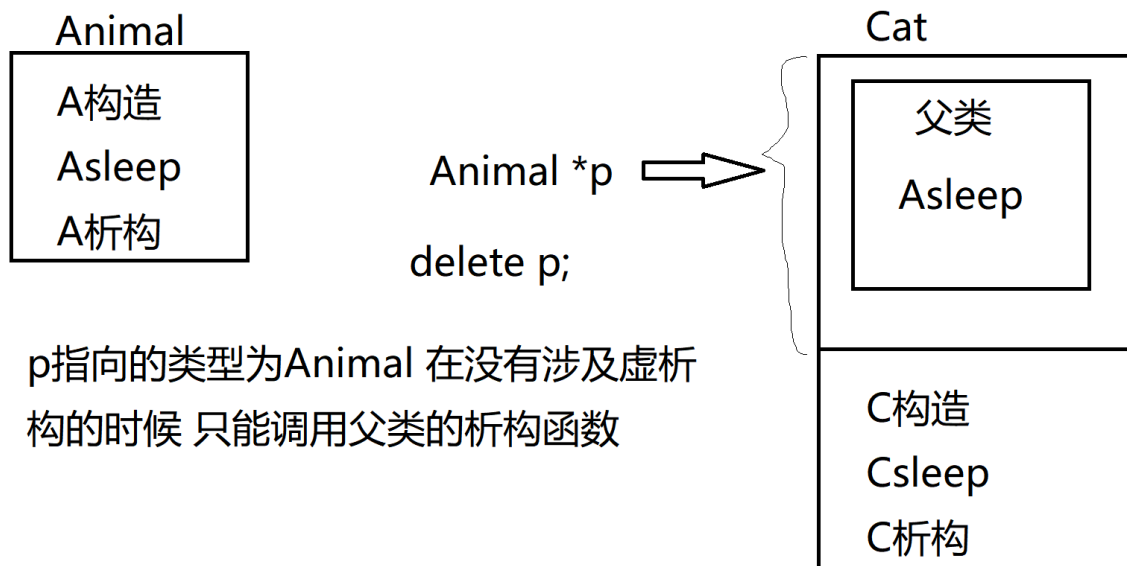 Animal
A构造
Asleep
A析构
Animal *p
delete p;
p指向的类型为Animal 在没有涉及虚析
构的时候 只能调用父类的析构函数
Cat
父类
Asleep
C构造
Csleep
C析构